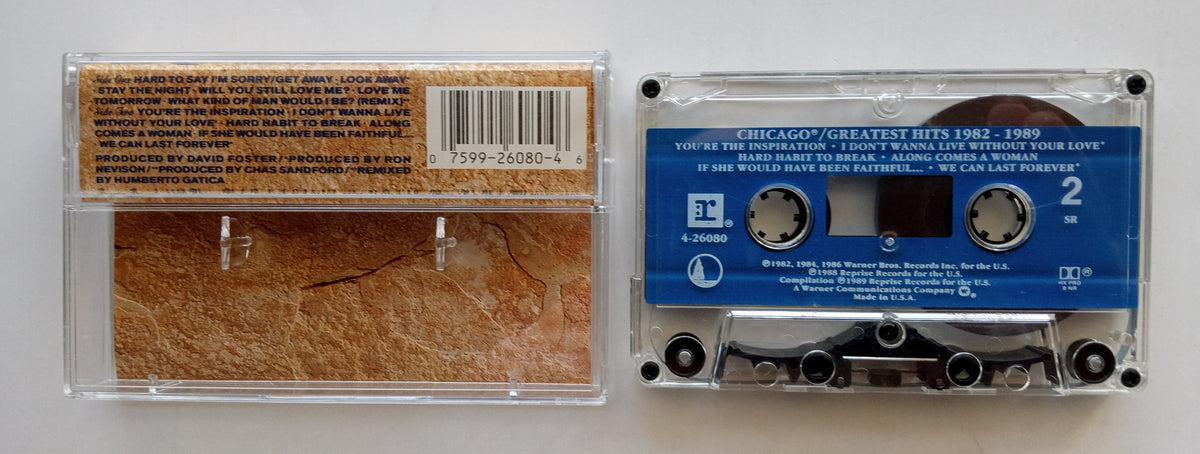 Side One HARD TO SAY I'M SORRY/GET AWAY · LOOK AWAY*
STAY THE NIGHT · WILL YOU STILL LOVE ME? · LOVE ME
TOMORROW · WHAT KIND OF MAN WOULD I BE? (REMIX)**
Side Two YOU'RE THE INSPIRATION · I DON'T WANNA LIVE
WITHOUT YOUR LOVE* · HARD HABIT TO BREAK · ALONG
COMES A WOMAN · IF SHE WOULD HAVE BEEN FAITHFUL...
WE CAN LAST FOREVER*
PRODUCED BY DAVID FOSTER/*PRODUCED BY RON
NEVISON/**PRODUCED BY CHAS SANDFORD/**REMIXED
BY HUMBERTO GATICA
0 7599-26080-4 6
CHICAGO®/GREATEST HITS 1982 - 1989
YOU'RE THE INSPIRATION · I DON'T WANNA LIVE WITHOUT YOUR LOVE*
HARD HABIT TO BREAK · ALONG COMES A WOMAN
IF SHE WOULD HAVE BEEN FAITHFUL... · WE CAN LAST FOREVER*
r®
4-26080
2
SR
℗1982, 1984, 1986 Warner Bros. Records Inc. for the U.S.
℗1988 Reprise Records for the U.S.
Compilation ℗1989 Reprise Records for the U.S.
A Warner Communications Company ®
Made in U.S.A.
®
HX PRO
B NR